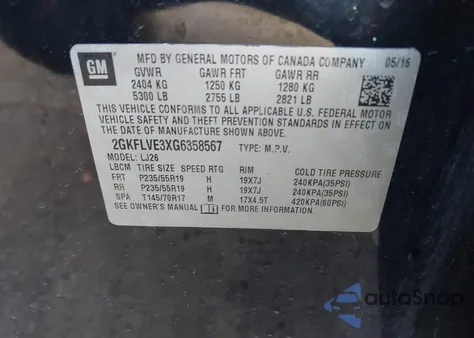 GM
MFD BY GENERAL MOTORS OF CANADA COMPANY 05/16
GVWR GAWR FRT GAWR RR
2404 KG 1250 KG 1280 KG
5300 LB 2755 LB 2821 LB
THIS VEHICLE CONFORMS TO ALL APPLICABLE U.S. FEDERAL MOTOR
VEHICLE SAFETY AND THEFT PREVENTION STANDARDS IN EFFECT
ON THE DATE OF MANUFACTURE SHOWN ABOVE.
2GKFLVE3XG6358567 TYPE: M.P.V.
MODEL: LJ26
LBCM TIRE SIZE SPEED RTG RIM COLD TIRE PRESSURE
FRT P235/55R19 H 19X7J 240KPA(35PSI)
RR P235/55R19 H 19X7J 240KPA(35PSI)
SPA T145/70R17 M 17X4.5T 420KPA(60PSI)
SEE OWNER'S MANUAL FOR MORE INFORMATION
AutoSnap